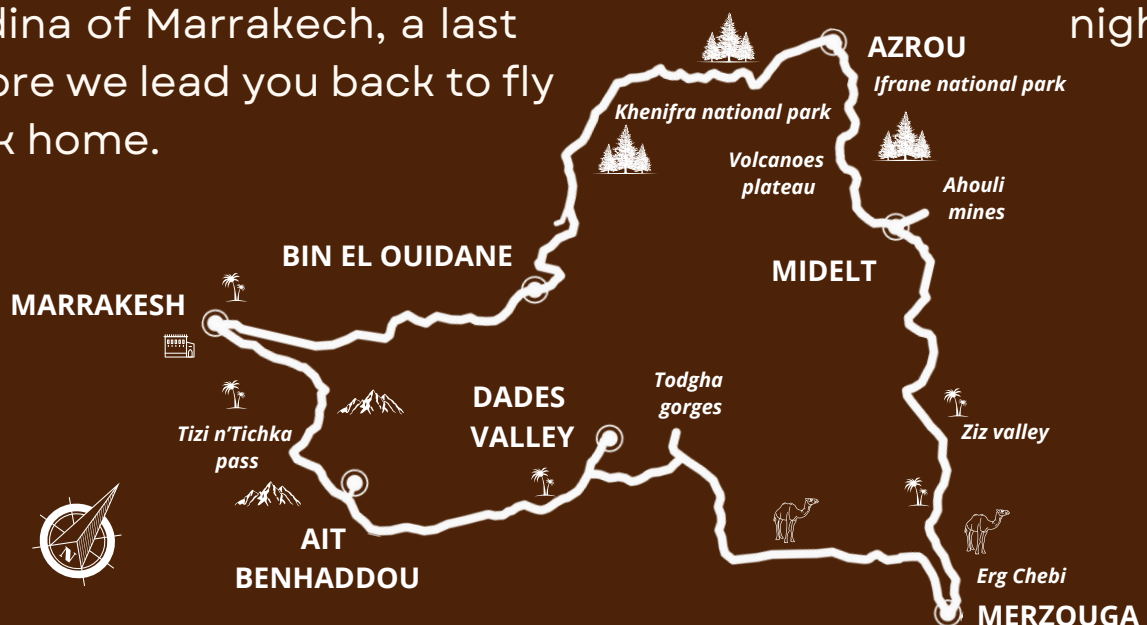 dina of Marrakech, a last
ore we lead you back to fly
k home.
nigh
AZROU
Ifrane national park
Khenifra national park
Volcanoes
plateau
Ahouli
mines
BIN EL OUIDANE
MIDELT
MARRAKESH
DADES
VALLEY
Todgha
gorges
Tizi n'Tichka
pass
Ziz valley
AIT
BENHADDOU
N
Erg Chebi
MERZOUGA